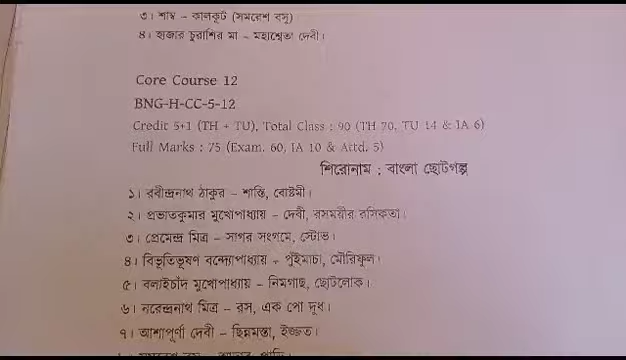 ৩। শাম্ব – কালকূট (সমরেশ বসু)
৪। হাজার চুরাশির মা – মহাশ্বেতা দেবী।
Core Course 12
BNG-H-CC-5-12
Credit 5+1 (TH + TU), Total Class : 90 (TH 70, TU 14 & IA 6)
Full Marks : 75 (Exam. 60, IA 10 & Attd. 5)
শিরোনাম : বাংলা ছোটগল্প
১। রবীন্দ্রনাথ ঠাকুর – শাস্তি, বোষ্টমী।
২। প্রভাতকুমার মুখোপাধ্যায় – দেবী, রসময়ীর রসিকতা।
৩। প্রেমেন্দ্র মিত্র – সাগর সংগমে, স্টোভ।
৪। বিভূতিভূষণ বন্দ্যোপাধ্যায় – পুঁইমাচা, মৌরিফুল।
৫। বলাইচাঁদ মুখোপাধ্যায় – নিমগাছ, ছোটলোক।
৬। নরেন্দ্রনাথ মিত্র – রস, এক পো দুধ।
৭। আশাপূর্ণা দেবী – ছিন্নমস্তা, ইজ্জত।